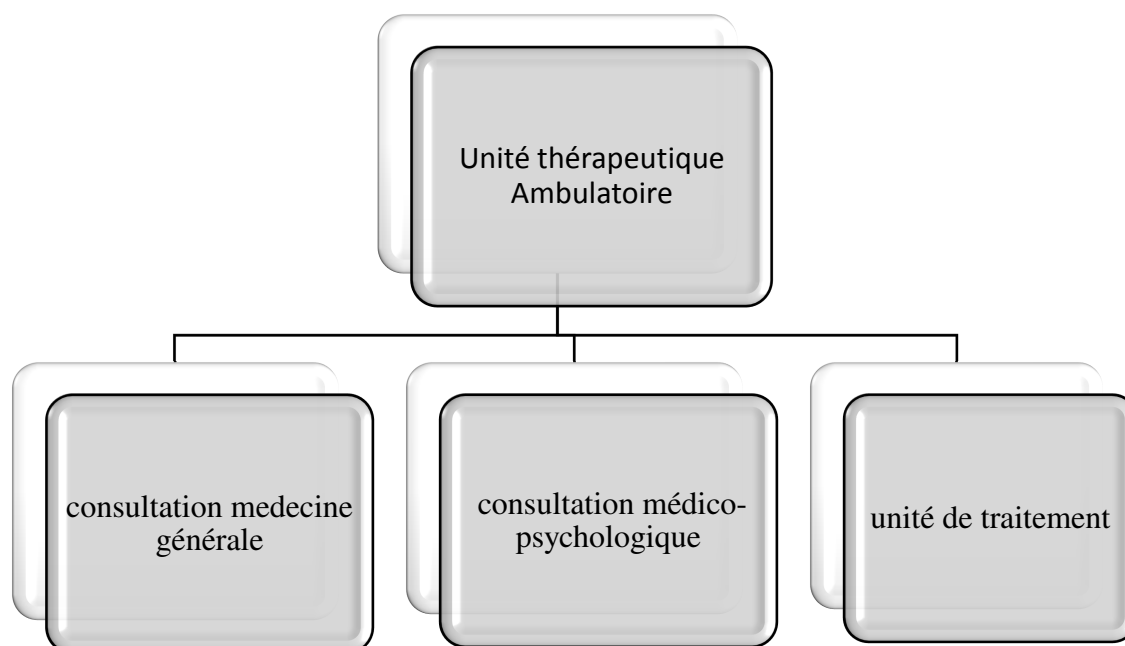 Unité thérapeutique
Ambulatoire
consultation medecine
générale
consultation médico-
psychologique
unité de traitement